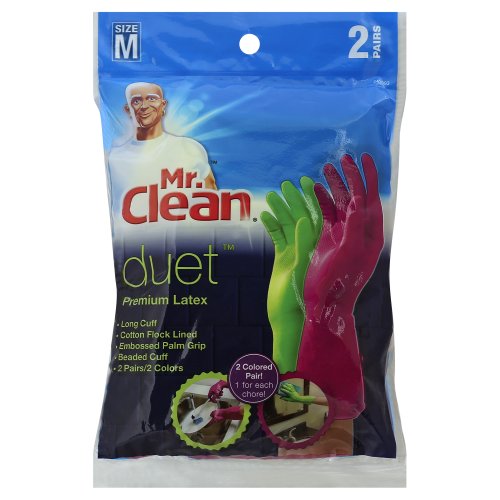 SIZE
M
2
PAIRS
Mr.
Clean®
duet™
Premium Latex
• Long Cuff
• Cotton Flock Lined
• Embossed Palm Grip
• Beaded Cuff
• 2 Pairs/2 Colors
2 Colored
Pair!
1 for each
chore!